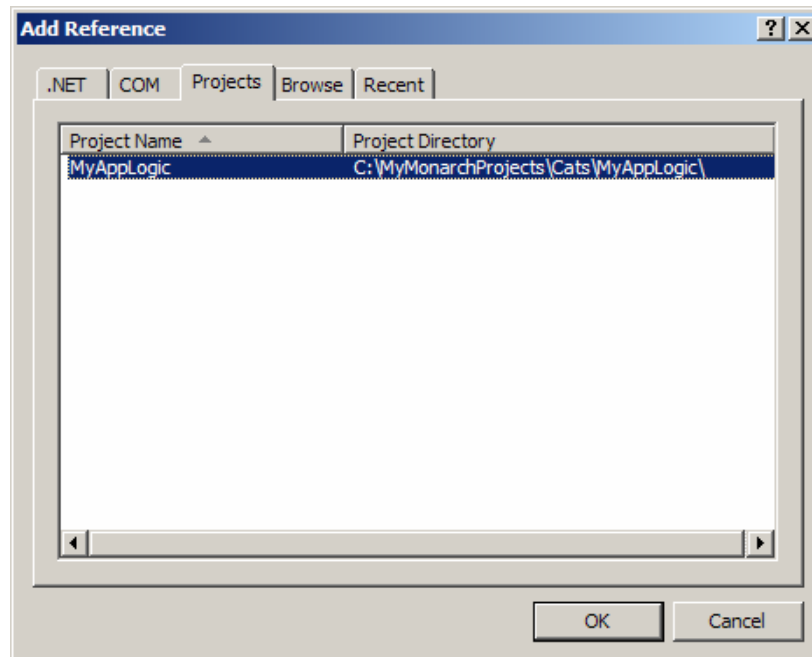 Add Reference
.NET COM Projects Browse Recent
Project Name Project Directory
MyAppLogic C:\MyMonarchProjects\Cats\MyAppLogic\
OK Cancel